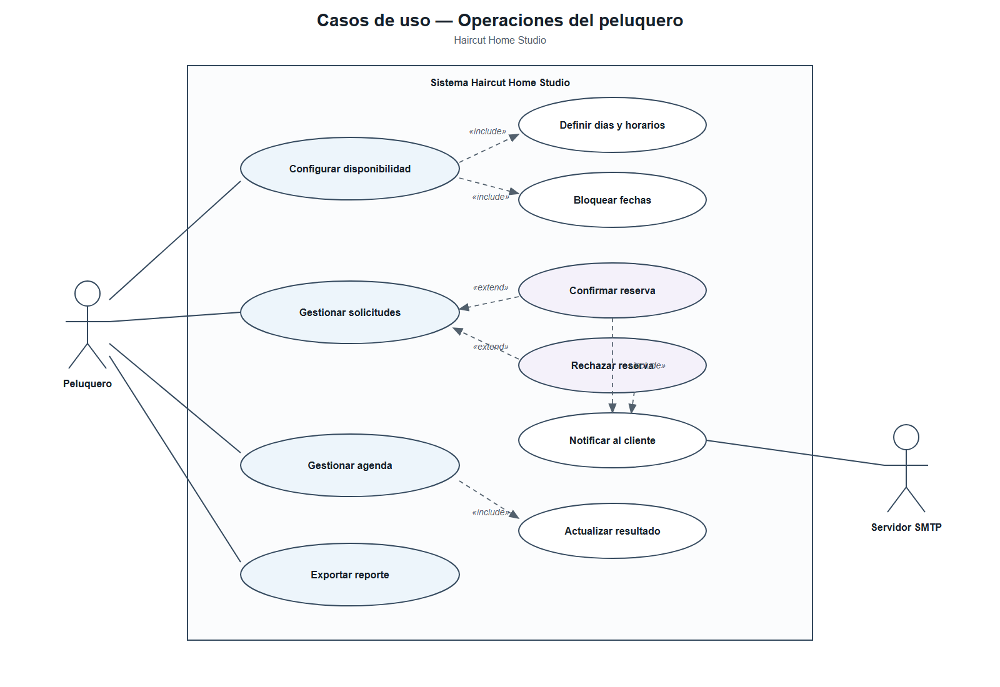 Casos de uso — Operaciones del peluquero
Haircut Home Studio
Sistema Haircut Home Studio
Definir días y horarios
«include»
Configurar disponibilidad
«include»
Bloquear fechas
«extend»
Confirmar reserva
Gestionar solicitudes
«extend»
Rechazar reserva
«include»
Peluquero
Notificar al cliente
Gestionar agenda
«include»
Actualizar resultado
Servidor SMTP
Exportar reporte